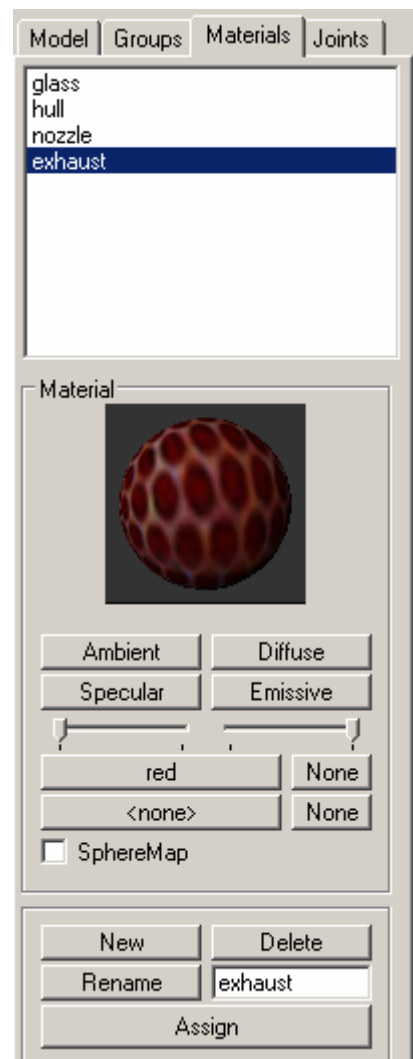 Model Groups Materials Joints
glass
hull
nozzle
exhaust
Material
Ambient Diffuse
Specular Emissive
red None
<none> None
SphereMap
New Delete
Rename exhaust
Assign